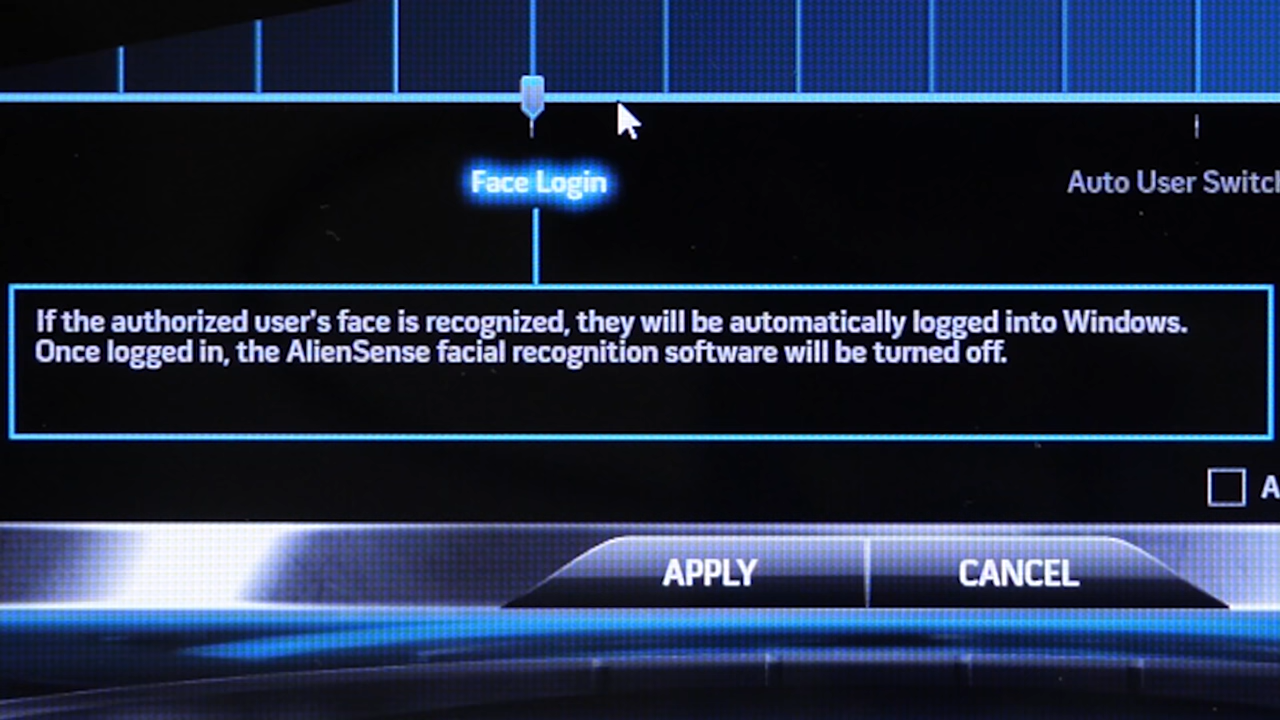 Face Login
Auto User Switch
If the authorized user's face is recognized, they will be automatically logged into Windows.
Once logged in, the AlienSense facial recognition software will be turned off.
A
APPLY
CANCEL